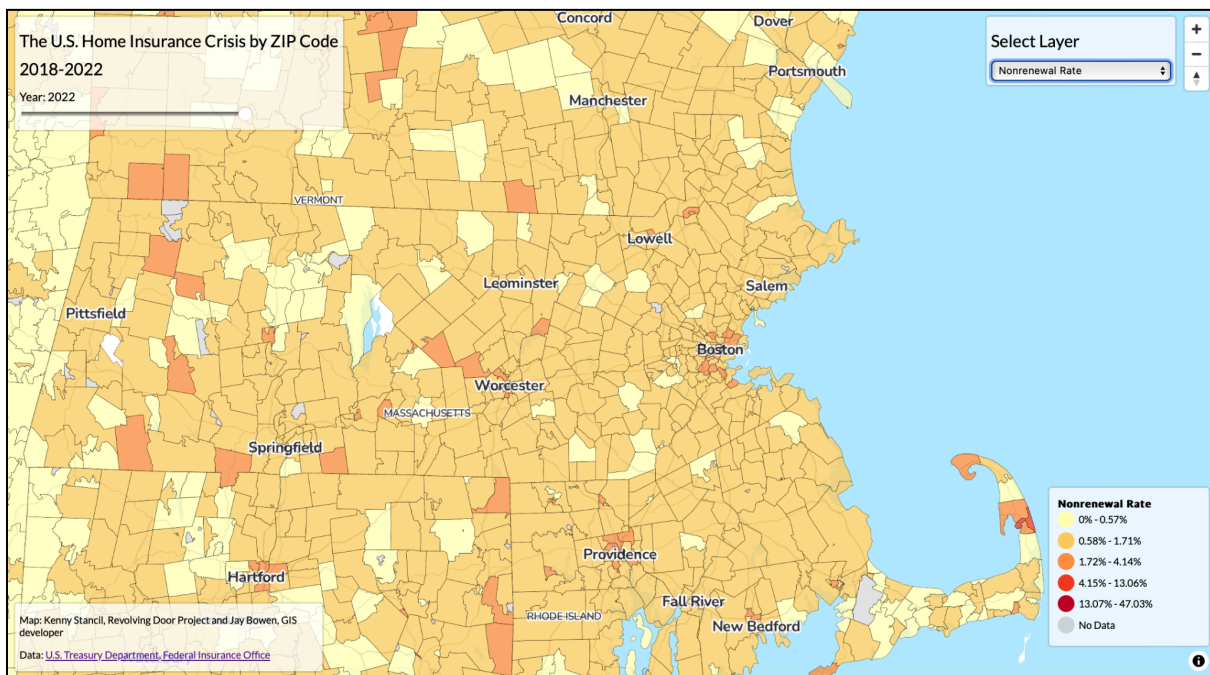 The U.S. Home Insurance Crisis by ZIP Code
2018-2022
Year: 2022
Select Layer
Nonrenewal Rate
+
−
Concord
Dover
Portsmouth
Manchester
VERMONT
Lowell
Leominster
Salem
Pittsfield
Boston
Worcester
MASSACHUSETTS
Springfield
Providence
Hartford
Fall River
RHODE ISLAND
New Bedford
Nonrenewal Rate
0% - 0.57%
0.58% - 1.71%
1.72% - 4.14%
4.15% - 13.06%
13.07% - 47.03%
No Data
Map: Kenny Stancil, Revolving Door Project and Jay Bowen, GIS
developer
Data: U.S. Treasury Department, Federal Insurance Office